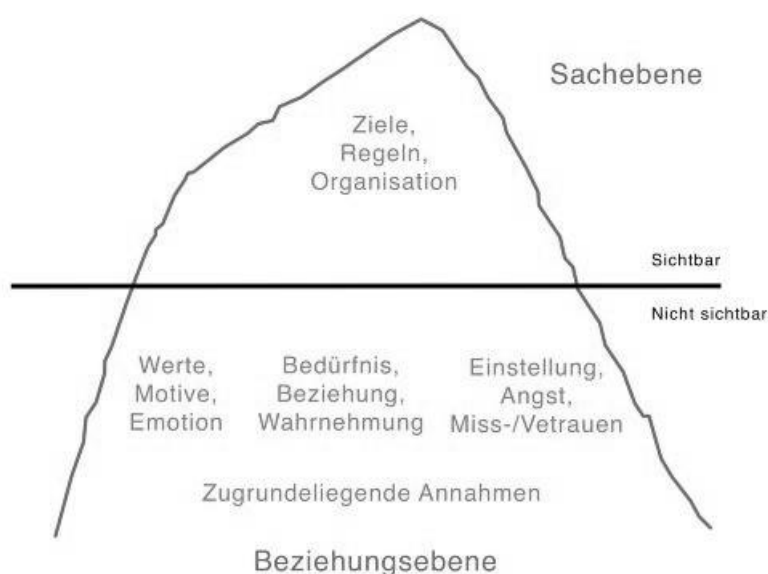 Sachebene
Ziele,
Regeln,
Organisation
Sichtbar
Nicht sichtbar
Werte,
Motive,
Emotion
Bedürfnis,
Beziehung,
Wahrnehmung
Einstellung,
Angst,
Miss-/Vetrauen
Zugrundeliegende Annahmen
Beziehungsebene